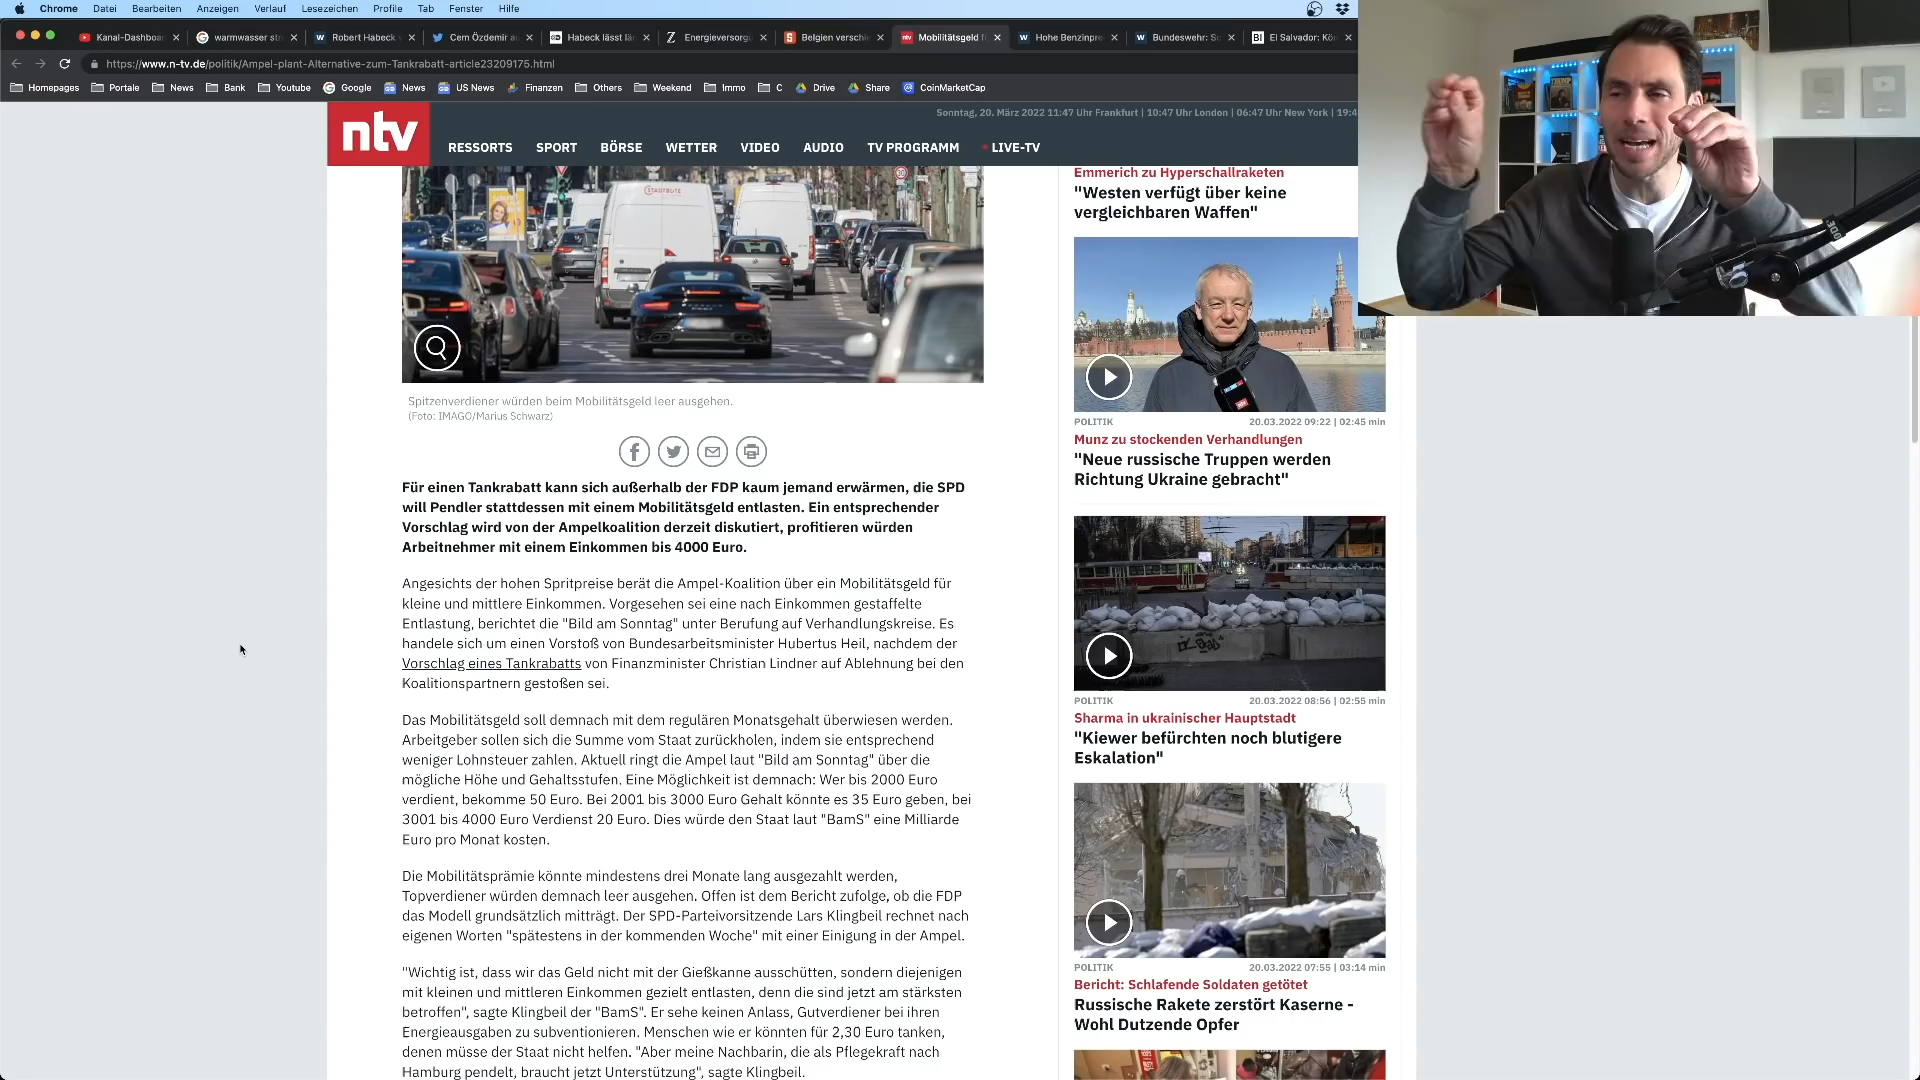 Chrome Datei Bearbeiten Anzeigen Verlauf Lesezeichen Profile Tab Fenster Hilfe
Kanal-Dashboa
warmwasser st
Robert Habeck
Cem Özdemir a
Habeck lässt lä
Energieversorg
Belgien verschi
Mobilitätsgeld f
Hohe Benzinpre
Bundeswehr: S
El Salvador: Kö
https://www.n-tv.de/politik/Ampel-plant-Alternative-zum-Tankrabatt-article23209175.html
Homepages Portale News Bank Youtube Google News US News Finanzen Others Weekend Immo C Drive Share CoinMarketCap
ntv
Sonntag, 20. März 2022 11:47 Uhr Frankfurt | 10:47 Uhr London | 06:47 Uhr New York | 19:4
RESSORTS SPORT BÖRSE WETTER VIDEO AUDIO TV PROGRAMM LIVE-TV
Spitzenverdiener würden beim Mobilitätsgeld leer ausgehen.
(Foto: IMAGO/Marius Schwarz)
Für einen Tankrabatt kann sich außerhalb der FDP kaum jemand erwärmen, die SPD
will Pendler stattdessen mit einem Mobilitätsgeld entlasten. Ein entsprechender
Vorschlag wird von der Ampelkoalition derzeit diskutiert, profitieren würden
Arbeitnehmer mit einem Einkommen bis 4000 Euro.
Angesichts der hohen Spritpreise berät die Ampel-Koalition über ein Mobilitätsgeld für
kleine und mittlere Einkommen. Vorgesehen sei eine nach Einkommen gestaffelte
Entlastung, berichtet die "Bild am Sonntag" unter Berufung auf Verhandlungskreise. Es
handele sich um einen Vorstoß von Bundesarbeitsminister Hubertus Heil, nachdem der
Vorschlag eines Tankrabatts von Finanzminister Christian Lindner auf Ablehnung bei den
Koalitionspartnern gestoßen sei.
Das Mobilitätsgeld soll demnach mit dem regulären Monatsgehalt überwiesen werden.
Arbeitgeber sollen sich die Summe vom Staat zurückholen, indem sie entsprechend
weniger Lohnsteuer zahlen. Aktuell ringt die Ampel laut "Bild am Sonntag" über die
mögliche Höhe und Gehaltsstufen. Eine Möglichkeit ist demnach: Wer bis 2000 Euro
verdient, bekomme 50 Euro. Bei 2001 bis 3000 Euro Gehalt könnte es 35 Euro geben, bei
3001 bis 4000 Euro Verdienst 20 Euro. Dies würde den Staat laut "BamS" eine Milliarde
Euro pro Monat kosten.
Die Mobilitätsprämie könnte mindestens drei Monate lang ausgezahlt werden,
Topverdiener würden demnach leer ausgehen. Offen ist dem Bericht zufolge, ob die FDP
das Modell grundsätzlich mitträgt. Der SPD-Parteivorsitzende Lars Klingbeil rechnet nach
eigenen Worten "spätestens in der kommenden Woche" mit einer Einigung in der Ampel.
"Wichtig ist, dass wir das Geld nicht mit der Gießkanne ausschütten, sondern diejenigen
mit kleinen und mittleren Einkommen gezielt entlasten, denn die sind jetzt am stärksten
betroffen", sagte Klingbeil der "BamS". Er sehe keinen Anlass, Gutverdiener bei ihren
Energieausgaben zu subventionieren. Menschen wie er könnten für 2,30 Euro tanken,
denen müsse der Staat nicht helfen. "Aber meine Nachbarin, die als Pflegekraft nach
Hamburg pendelt, braucht jetzt Unterstützung", sagte Klingbeil.
Emmerich zu Hyperschallraketen
"Westen verfügt über keine
vergleichbaren Waffen"
POLITIK 20.03.2022 09:22 | 02:45 min
Munz zu stockenden Verhandlungen
"Neue russische Truppen werden
Richtung Ukraine gebracht"
POLITIK 20.03.2022 08:56 | 02:55 min
Sharma in ukrainischer Hauptstadt
"Kiewer befürchten noch blutigere
Eskalation"
POLITIK 20.03.2022 07:55 | 03:14 min
Bericht: Schlafende Soldaten getötet
Russische Rakete zerstört Kaserne -
Wohl Dutzende Opfer